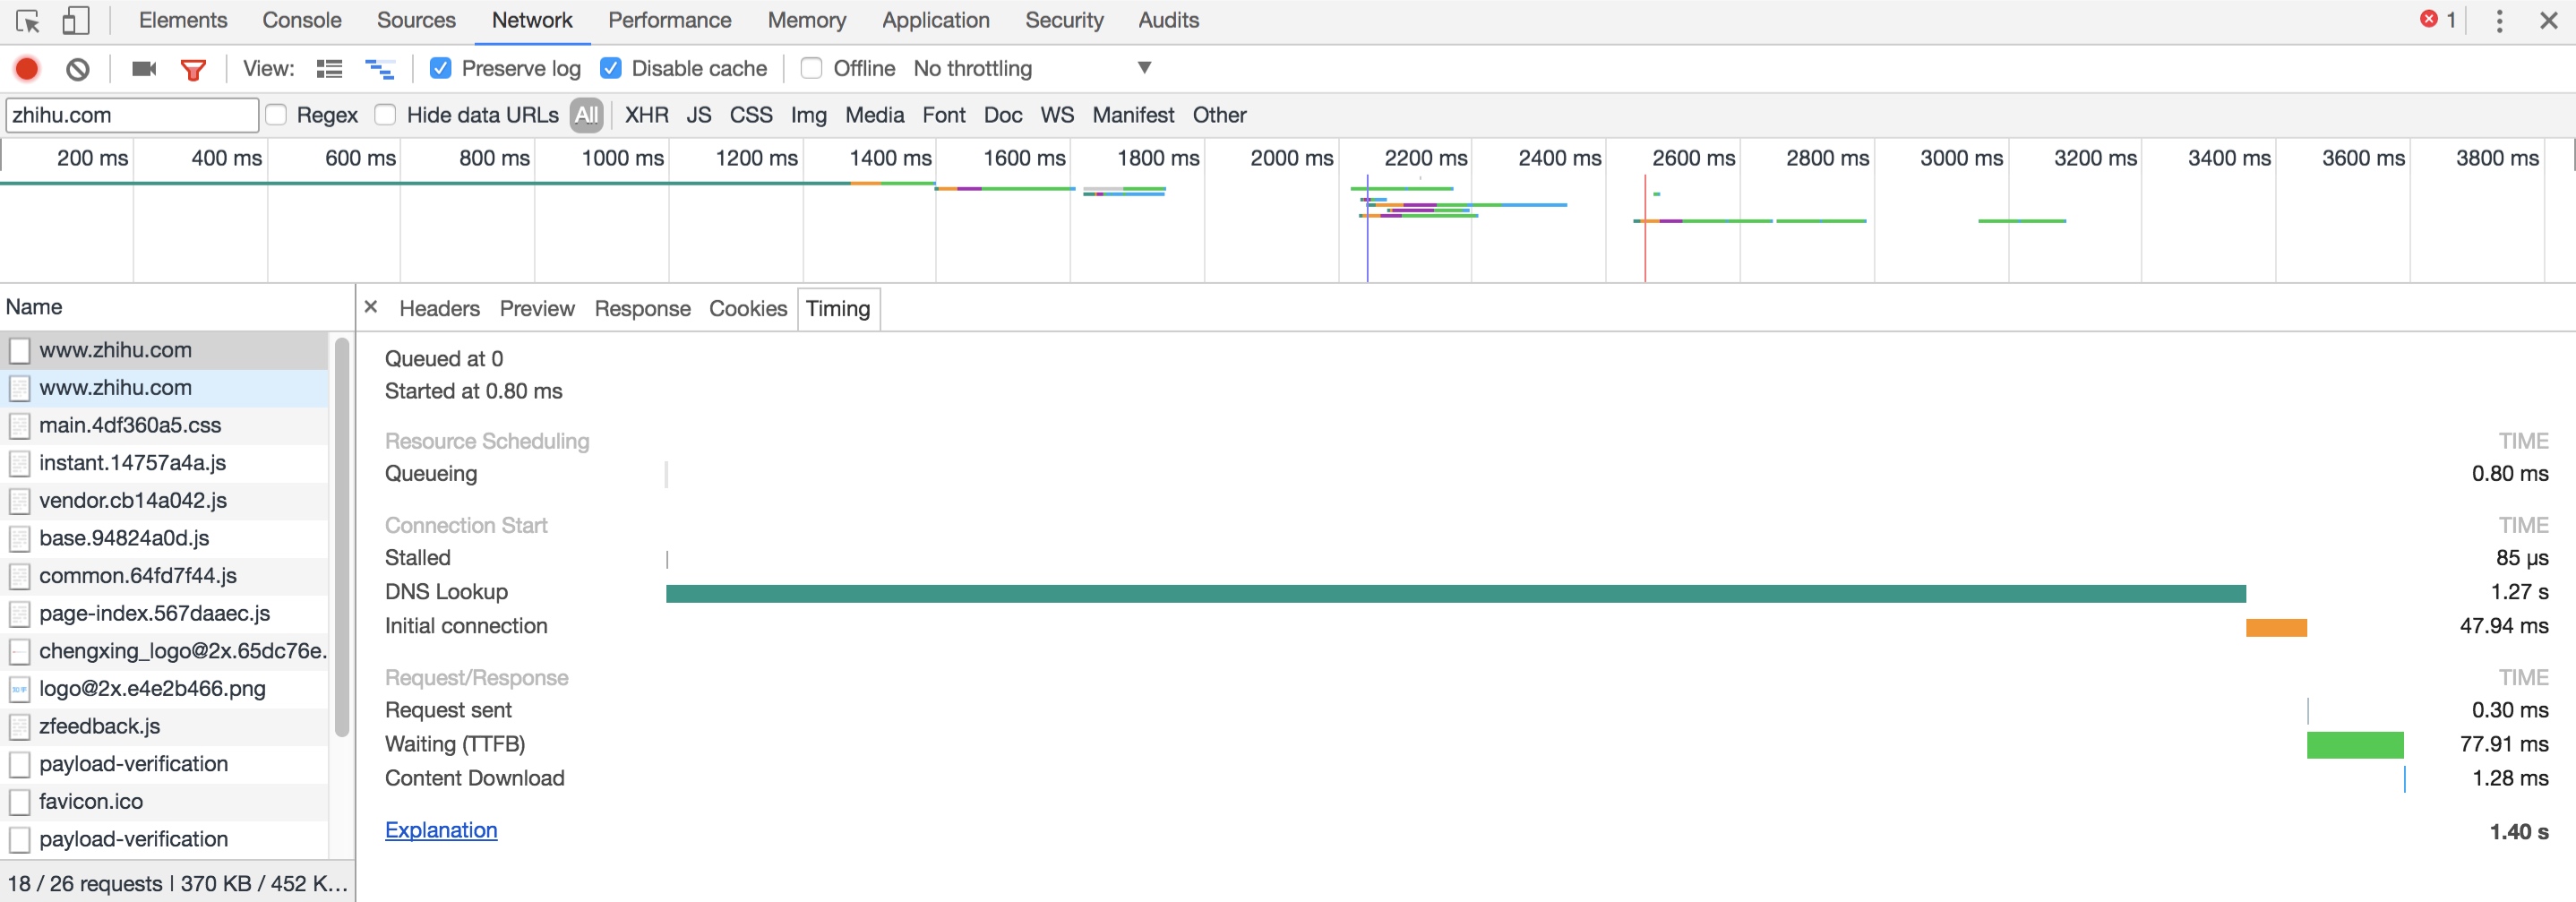 Elements Console Sources Network Performance Memory Application Security Audits 1
View: Preserve log Disable cache Offline No throttling
zhihu.com Regex Hide data URLs All XHR JS CSS Img Media Font Doc WS Manifest Other
200 ms 400 ms 600 ms 800 ms 1000 ms 1200 ms 1400 ms 1600 ms 1800 ms 2000 ms 2200 ms 2400 ms 2600 ms 2800 ms 3000 ms 3200 ms 3400 ms 3600 ms 3800 ms
Name
www.zhihu.com
www.zhihu.com
main.4df360a5.css
instant.14757a4a.js
vendor.cb14a042.js
base.94824a0d.js
common.64fd7f44.js
page-index.567daaec.js
chengxing_logo@2x.65dc76e.
logo@2x.e4e2b466.png
zfeedback.js
payload-verification
favicon.ico
payload-verification
18 / 26 requests | 370 KB / 452 K...
× Headers Preview Response Cookies Timing
Queued at 0
Started at 0.80 ms
Resource Scheduling TIME
Queueing 0.80 ms
Connection Start TIME
Stalled 85 µs
DNS Lookup 1.27 s
Initial connection 47.94 ms
Request/Response TIME
Request sent 0.30 ms
Waiting (TTFB) 77.91 ms
Content Download 1.28 ms
Explanation 1.40 s